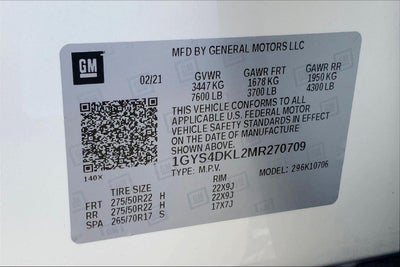 MFD BY GENERAL MOTORS LLC
GM
02/21 GVWR GAWR FRT GAWR RR
3447 KG 1678 KG 1950 KG
7600 LB 3700 LB 4300 LB
THIS VEHICLE CONFORMS TO ALL
APPLICABLE U.S. FEDERAL MOTOR
VEHICLE SAFETY STANDARDS IN EFFECT
ON THE DATE OF MANUFACTURE
SHOWN ABOVE.
1GYS4DKL2MR270709
140X TYPE: M.P.V. MODEL: 296K10706
TIRE SIZE RIM
FRT 275/50R22 H 22X9J
RR 275/50R22 H 22X9J
SPA 265/70R17 S 17X7J